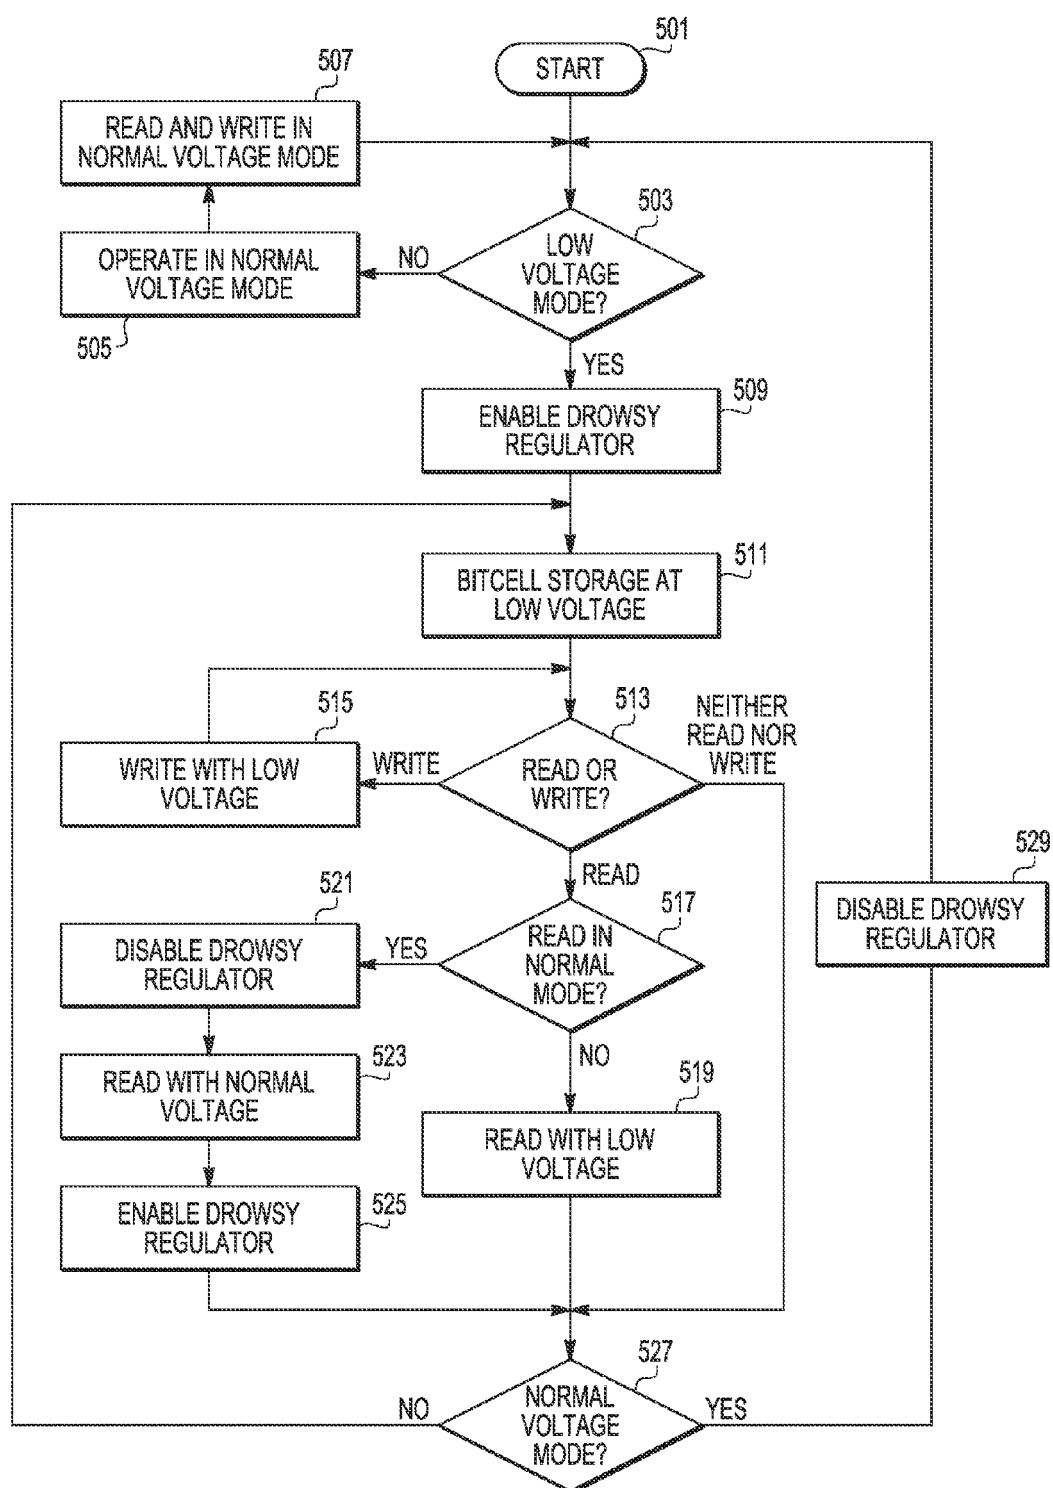 501
START
507
READ AND WRITE IN
NORMAL VOLTAGE MODE
503
LOW
VOLTAGE
MODE?
NO
OPERATE IN NORMAL
VOLTAGE MODE
505
YES
509
ENABLE DROWSY
REGULATOR
511
BITCELL STORAGE AT
LOW VOLTAGE
513
NEITHER
READ NOR
WRITE
515
WRITE
WRITE WITH LOW
VOLTAGE
READ OR
WRITE?
READ
529
DISABLE DROWSY
REGULATOR
521
517
DISABLE DROWSY
REGULATOR
YES
READ IN
NORMAL
MODE?
NO
523
READ WITH NORMAL
VOLTAGE
519
READ WITH LOW
VOLTAGE
525
ENABLE DROWSY
REGULATOR
527
NO
NORMAL
VOLTAGE
MODE?
YES